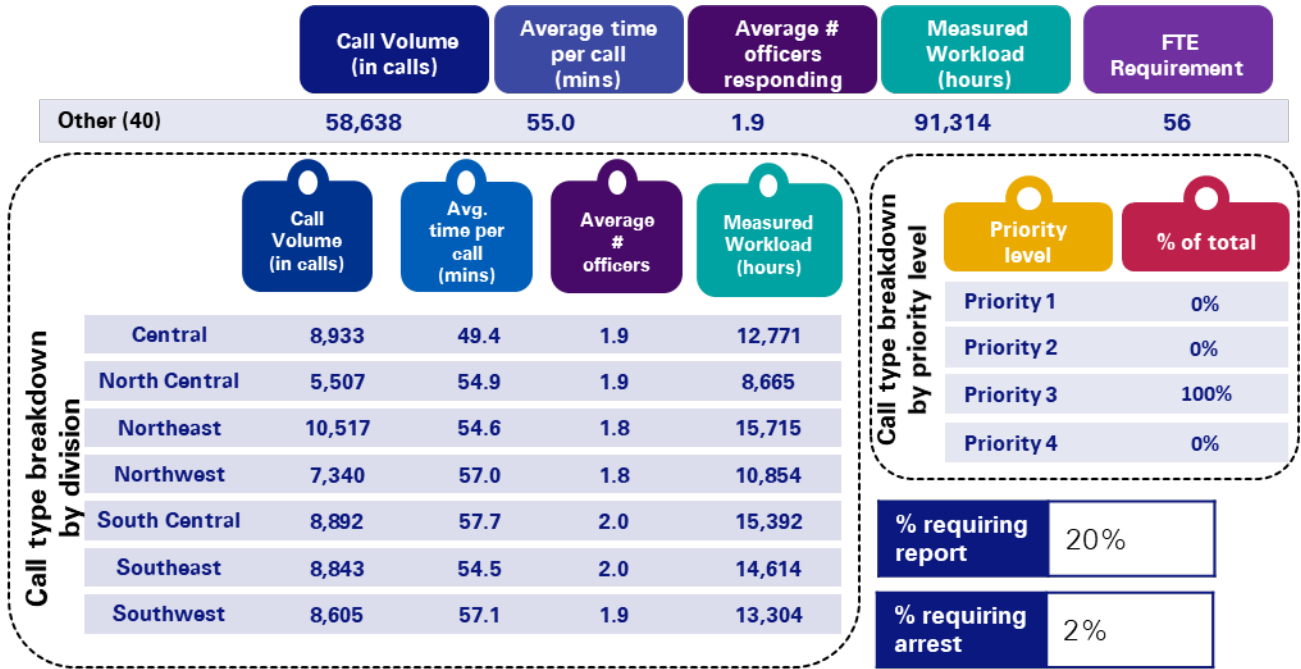 Call Volume
(in calls)
Average time
per call
(mins)
Average #
officers
responding
Measured
Workload
(hours)
FTE
Requirement
Other (40) 58,638 55.0 1.9 91,314 56
Call type breakdown
by division
Call
Volume
(in calls)
Avg.
time per
call
(mins)
Average
#
officers
Measured
Workload
(hours)
Central 8,933 49.4 1.9 12,771
North Central 5,507 54.9 1.9 8,665
Northeast 10,517 54.6 1.8 15,715
Northwest 7,340 57.0 1.8 10,854
South Central 8,892 57.7 2.0 15,392
Southeast 8,843 54.5 2.0 14,614
Southwest 8,605 57.1 1.9 13,304
Call type breakdown
by priority level
Priority
level
% of total
Priority 1 0%
Priority 2 0%
Priority 3 100%
Priority 4 0%
% requiring
report
20%
% requiring
arrest
2%